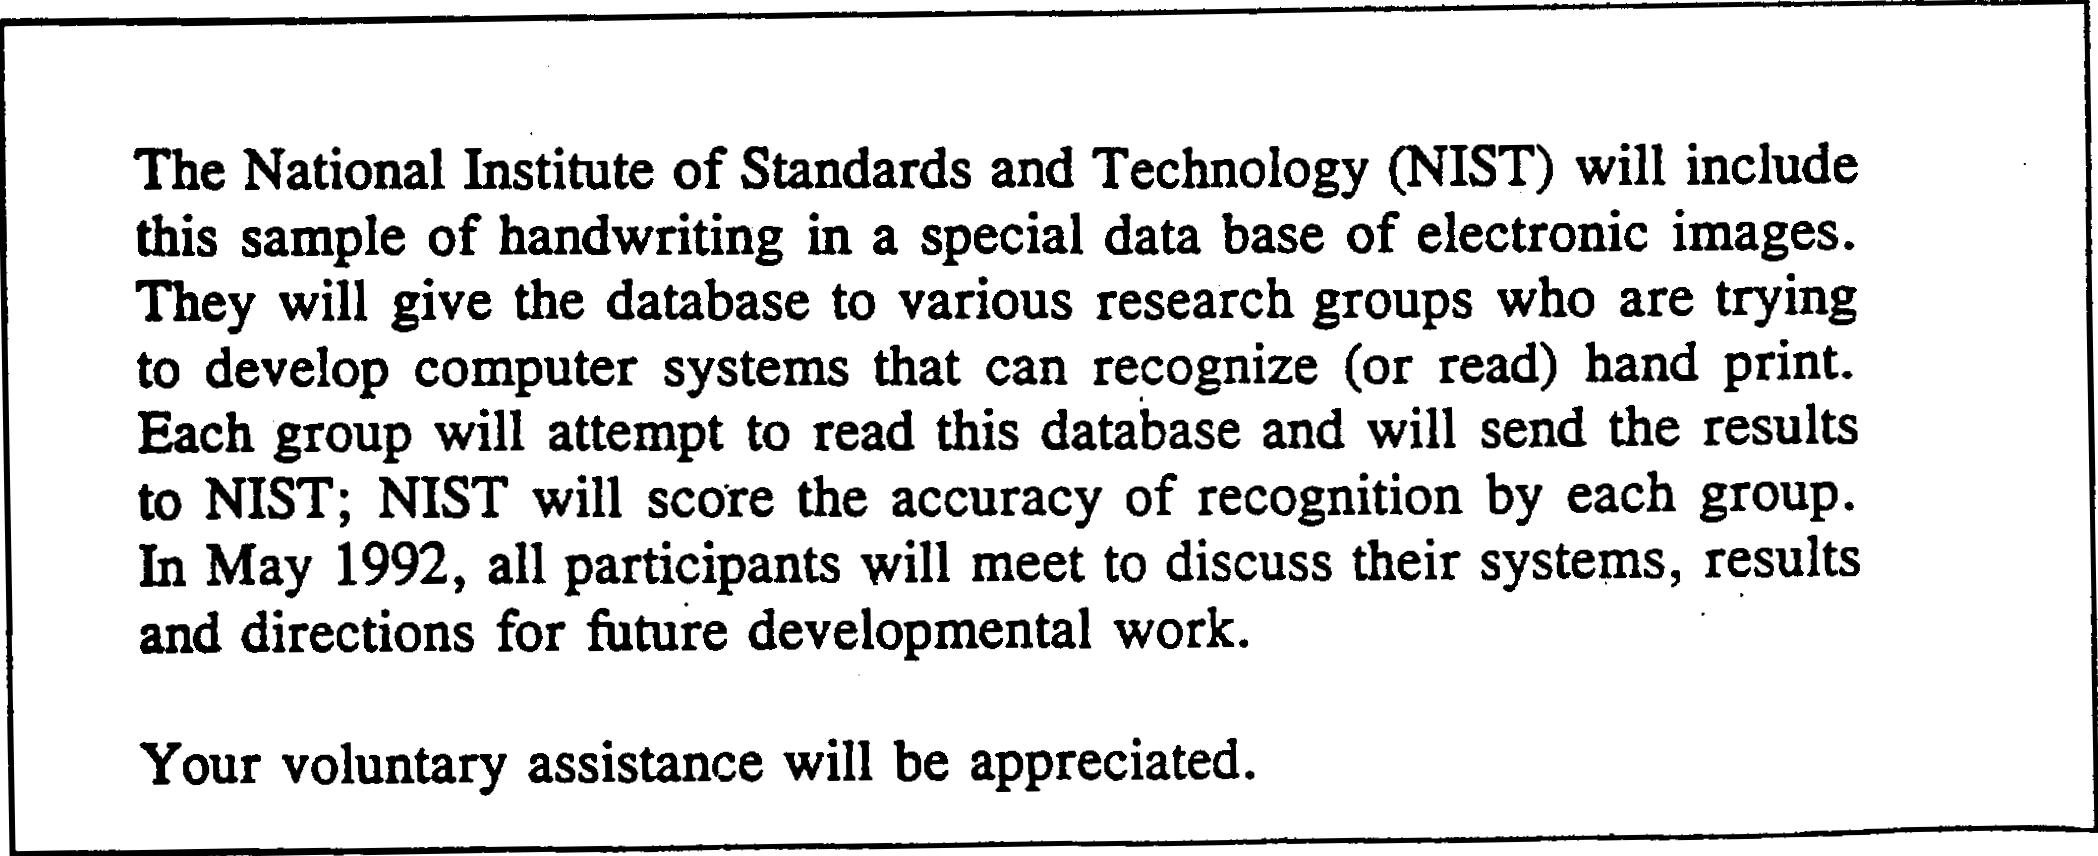 The National Institute of Standards and Technology (NIST) will include
this sample of handwriting in a special data base of electronic images.
They will give the database to various research groups who are trying
to develop computer systems that can recognize (or read) hand print.
Each group will attempt to read this database and will send the results
to NIST; NIST will score the accuracy of recognition by each group.
In May 1992, all participants will meet to discuss their systems, results
and directions for future developmental work.
Your voluntary assistance will be appreciated.